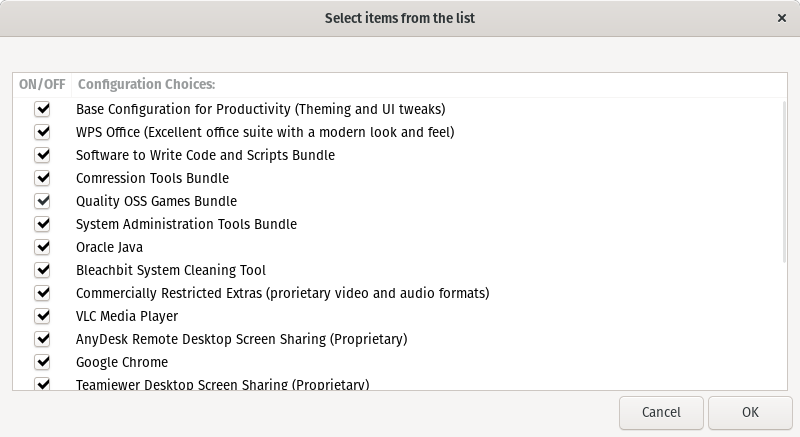 Select items from the list
ON/OFF Configuration Choices:
Base Configuration for Productivity (Theming and UI tweaks)
WPS Office (Excellent office suite with a modern look and feel)
Software to Write Code and Scripts Bundle
Comression Tools Bundle
Quality OSS Games Bundle
System Administration Tools Bundle
Oracle Java
Bleachbit System Cleaning Tool
Commercially Restricted Extras (prorietary video and audio formats)
VLC Media Player
AnyDesk Remote Desktop Screen Sharing (Proprietary)
Google Chrome
Teamiewer Desktop Screen Sharing (Proprietary)
Cancel OK